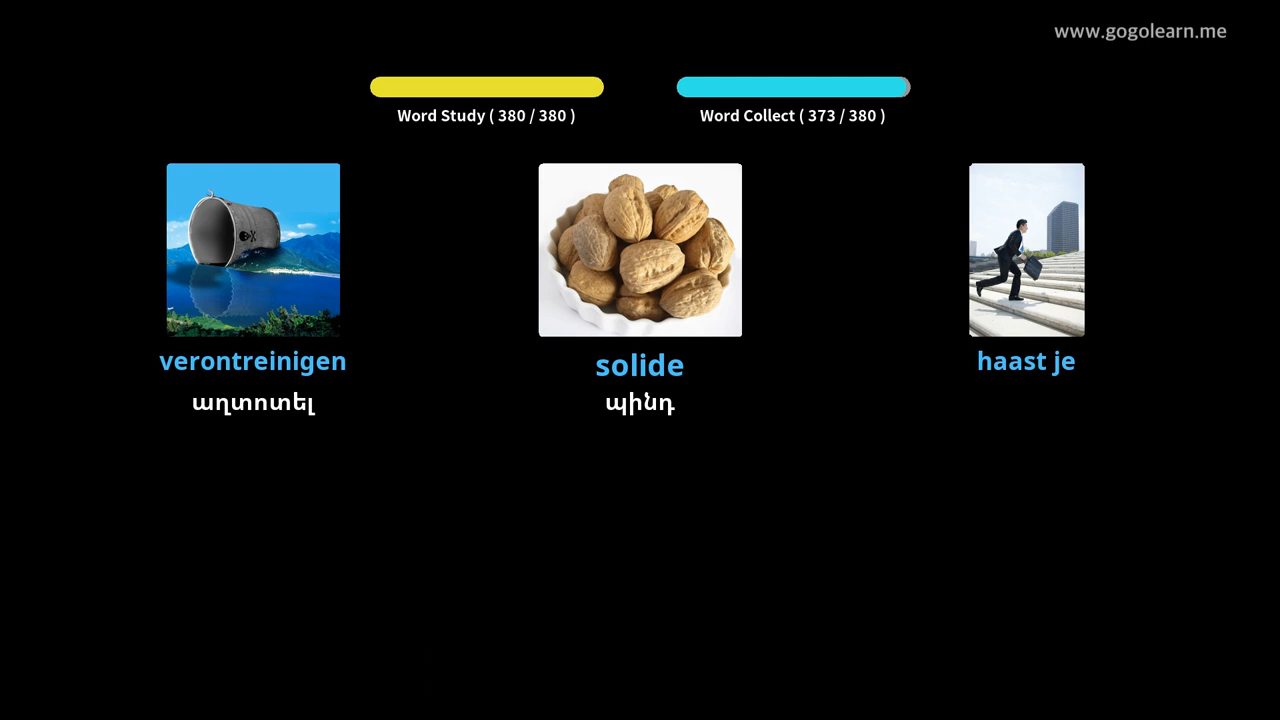 www.gogolearn.me
Word Study ( 380 / 380 )
Word Collect ( 373 / 380 )
verontreinigen
աղտոտել
solide
պինդ
haast je